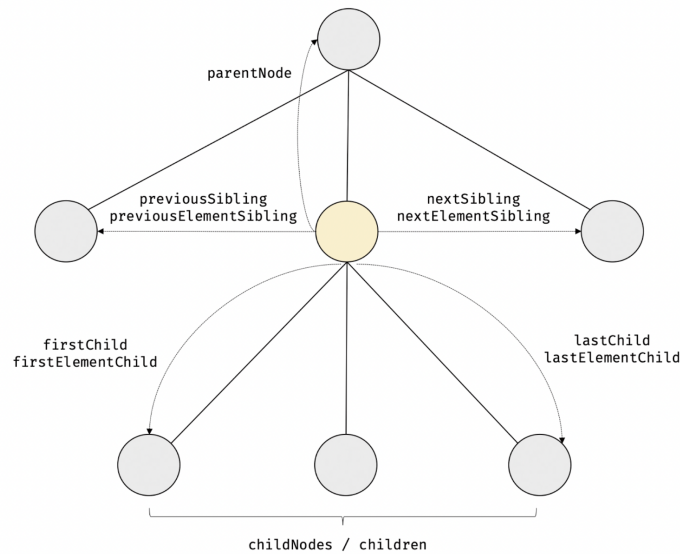 parentNode
previousSibling
previousElementSibling
nextSibling
nextElementSibling
firstChild
firstElementChild
lastChild
lastElementChild
childNodes / children